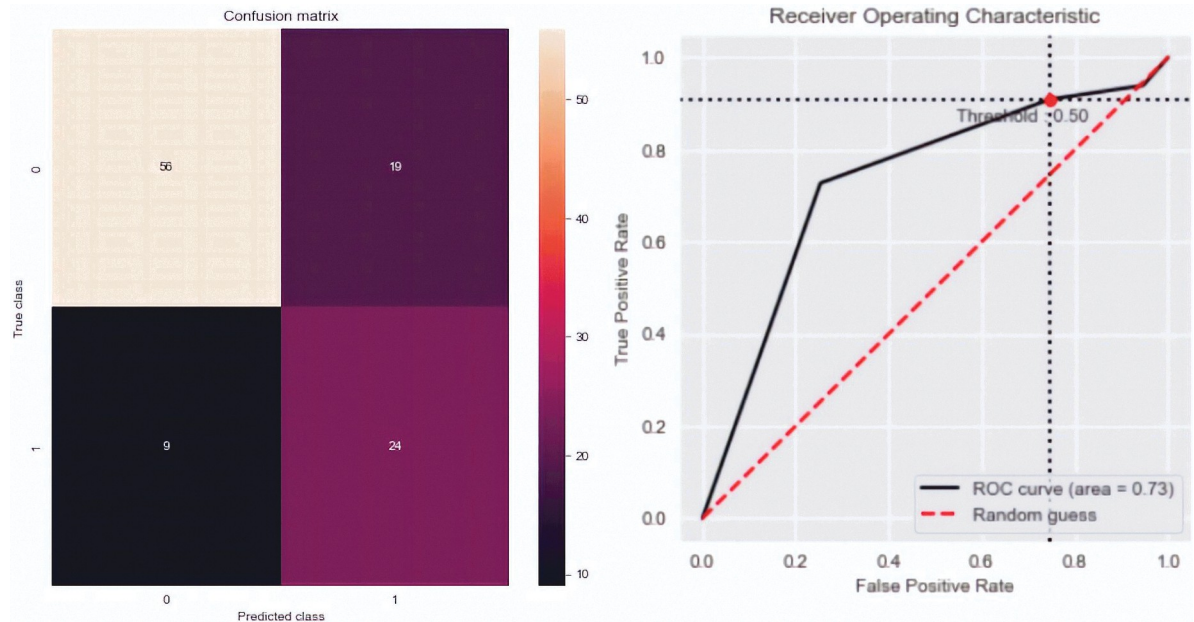 Confusion matrix
0
56
19
True class
1
9
24
0
1
Predicted class
50
40
30
20
10
Receiver Operating Characteristic
1.0
0.8
0.6
0.4
0.2
0.0
True Positive Rate
Threshold : 0.50
ROC curve (area = 0.73)
Random guess
0.0 0.2 0.4 0.6 0.8 1.0
False Positive Rate